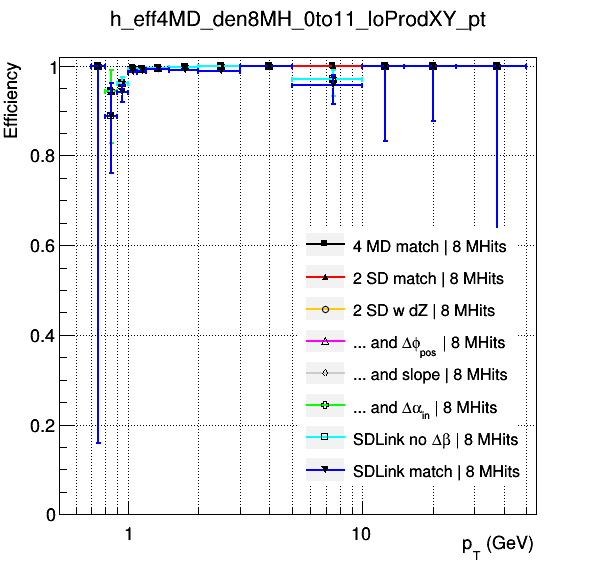 h_eff4MD_den8MH_0to11_loProdXY_pt
Efficiency
1
0.8
0.6
0.4
0.2
0
4 MD match | 8 MHits
2 SD match | 8 MHits
2 SD w dZ | 8 MHits
... and Δϕpos | 8 MHits
... and slope | 8 MHits
... and Δαin | 8 MHits
SDLink no Δβ | 8 MHits
SDLink match | 8 MHits
1 10
pT (GeV)